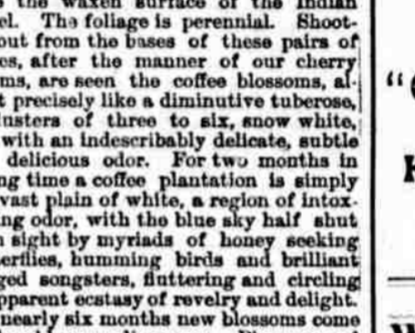 the waxen surface of the Indian
el. The foliage is perennial. Shoot-
out from the bases of these pairs of
es, after the manner of our cherry
ms, are seen the coffee blossoms, al-
t precisely like a diminutive tuberose,
lusters of three to six, snow white,
with an indescribably delicate, subtle
delicious odor. For two months in
ng time a coffee plantation is simply
vast plain of white, a region of intox-
ng odor, with the blue sky half shut
n sight by myriads of honey seeking
erflies, humming birds and brilliant
ged songsters, fluttering and circling
pparent ecstasy of revelry and delight.
nearly six months new blossoms come